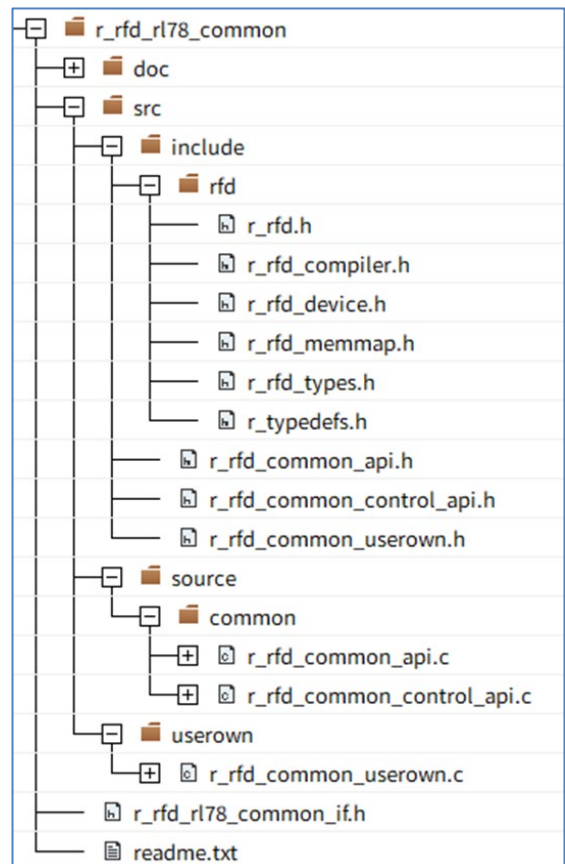 r_rfd_rl78_common
doc
src
include
rfd
r_rfd.h
r_rfd_compiler.h
r_rfd_device.h
r_rfd_memmap.h
r_rfd_types.h
r_typedefs.h
r_rfd_common_api.h
r_rfd_common_control_api.h
r_rfd_common_userown.h
source
common
r_rfd_common_api.c
r_rfd_common_control_api.c
userown
r_rfd_common_userown.c
r_rfd_rl78_common_if.h
readme.txt